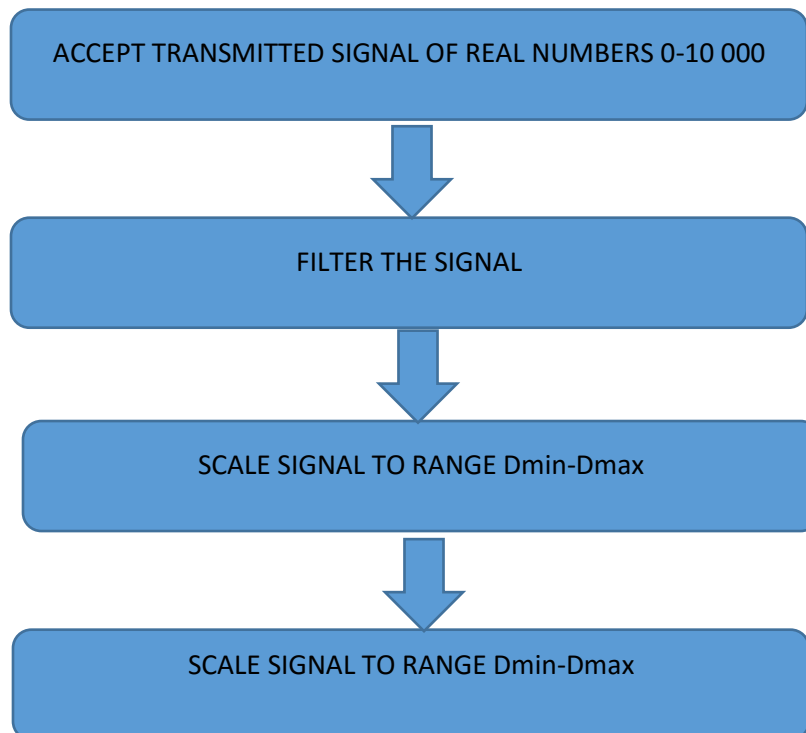 ACCEPT TRANSMITTED SIGNAL OF REAL NUMBERS 0-10 000
FILTER THE SIGNAL
SCALE SIGNAL TO RANGE Dmin-Dmax
SCALE SIGNAL TO RANGE Dmin-Dmax